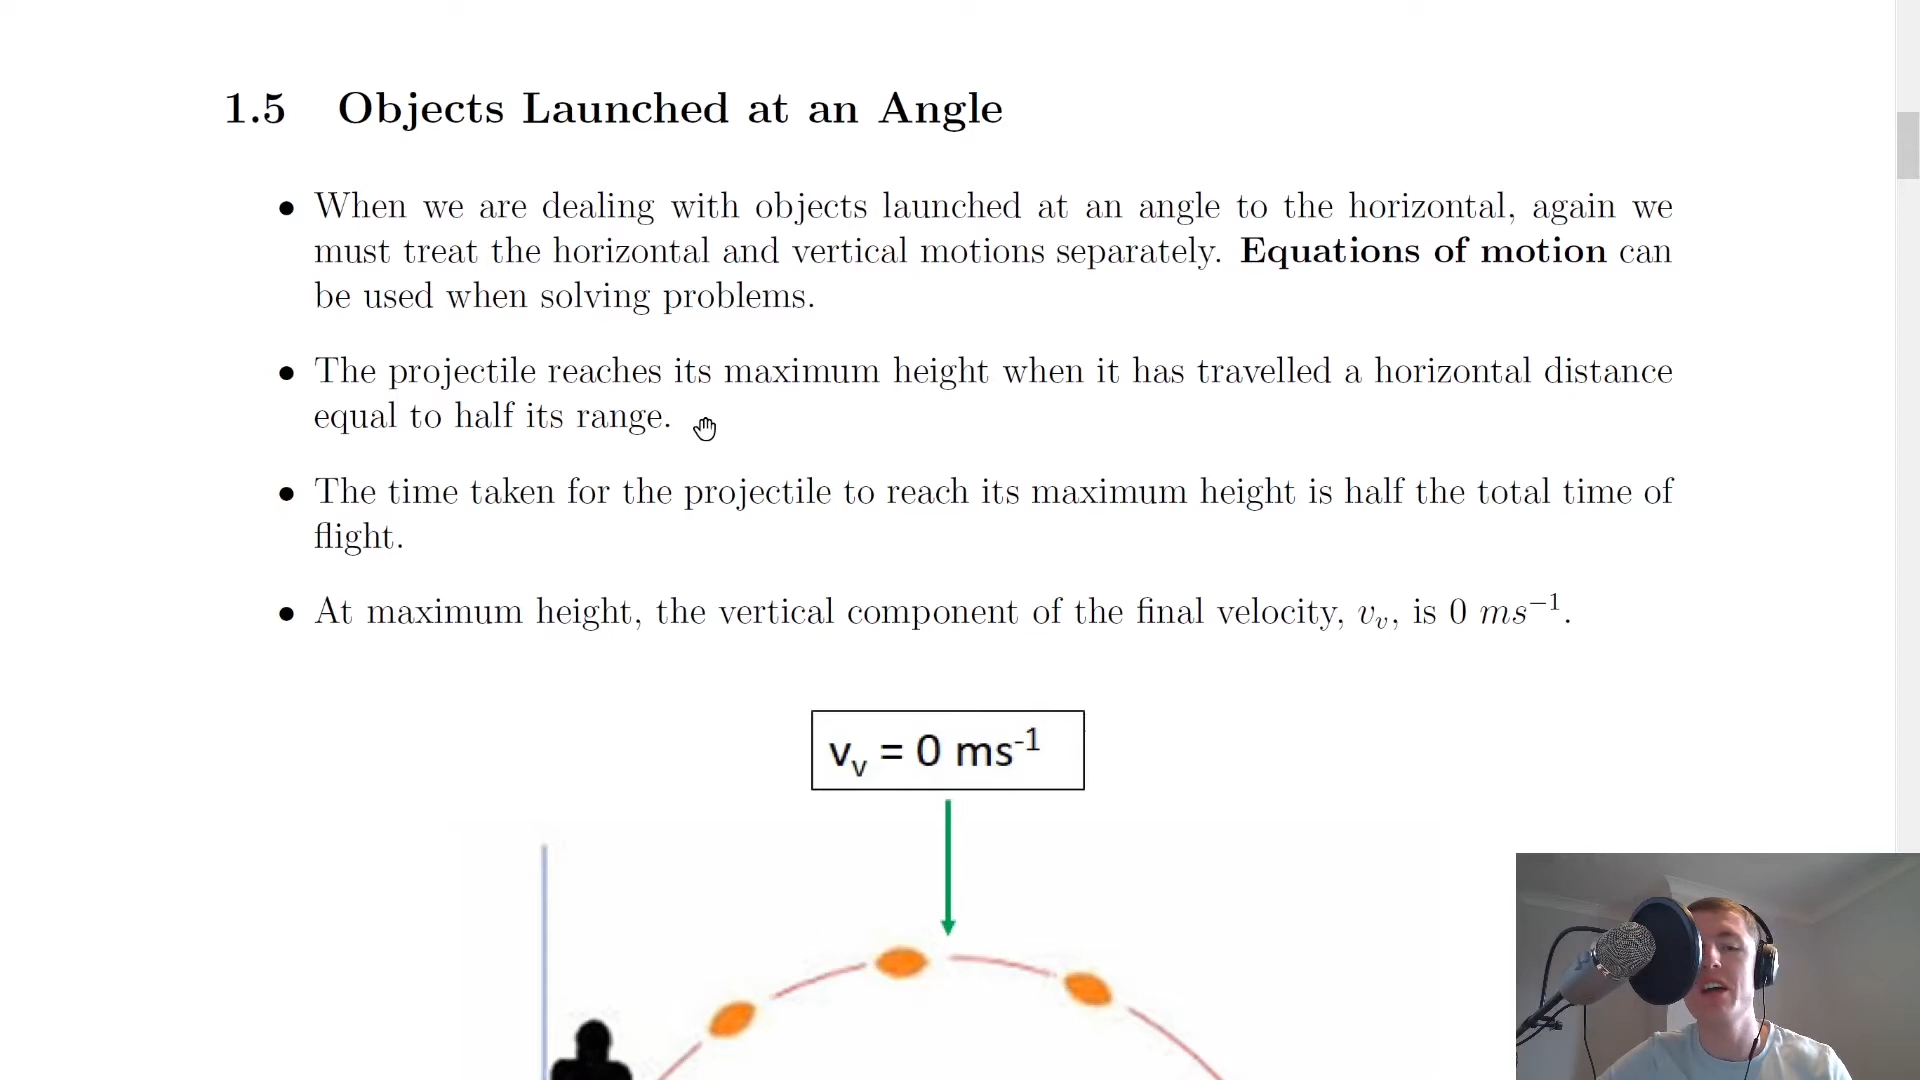 1.5 Objects Launched at an Angle
• When we are dealing with objects launched at an angle to the horizontal, again we
must treat the horizontal and vertical motions separately. Equations of motion can
be used when solving problems.
• The projectile reaches its maximum height when it has travelled a horizontal distance
equal to half its range.
• The time taken for the projectile to reach its maximum height is half the total time of
flight.
• At maximum height, the vertical component of the final velocity, vᵥ, is 0 ms⁻¹.
vᵥ = 0 ms⁻¹